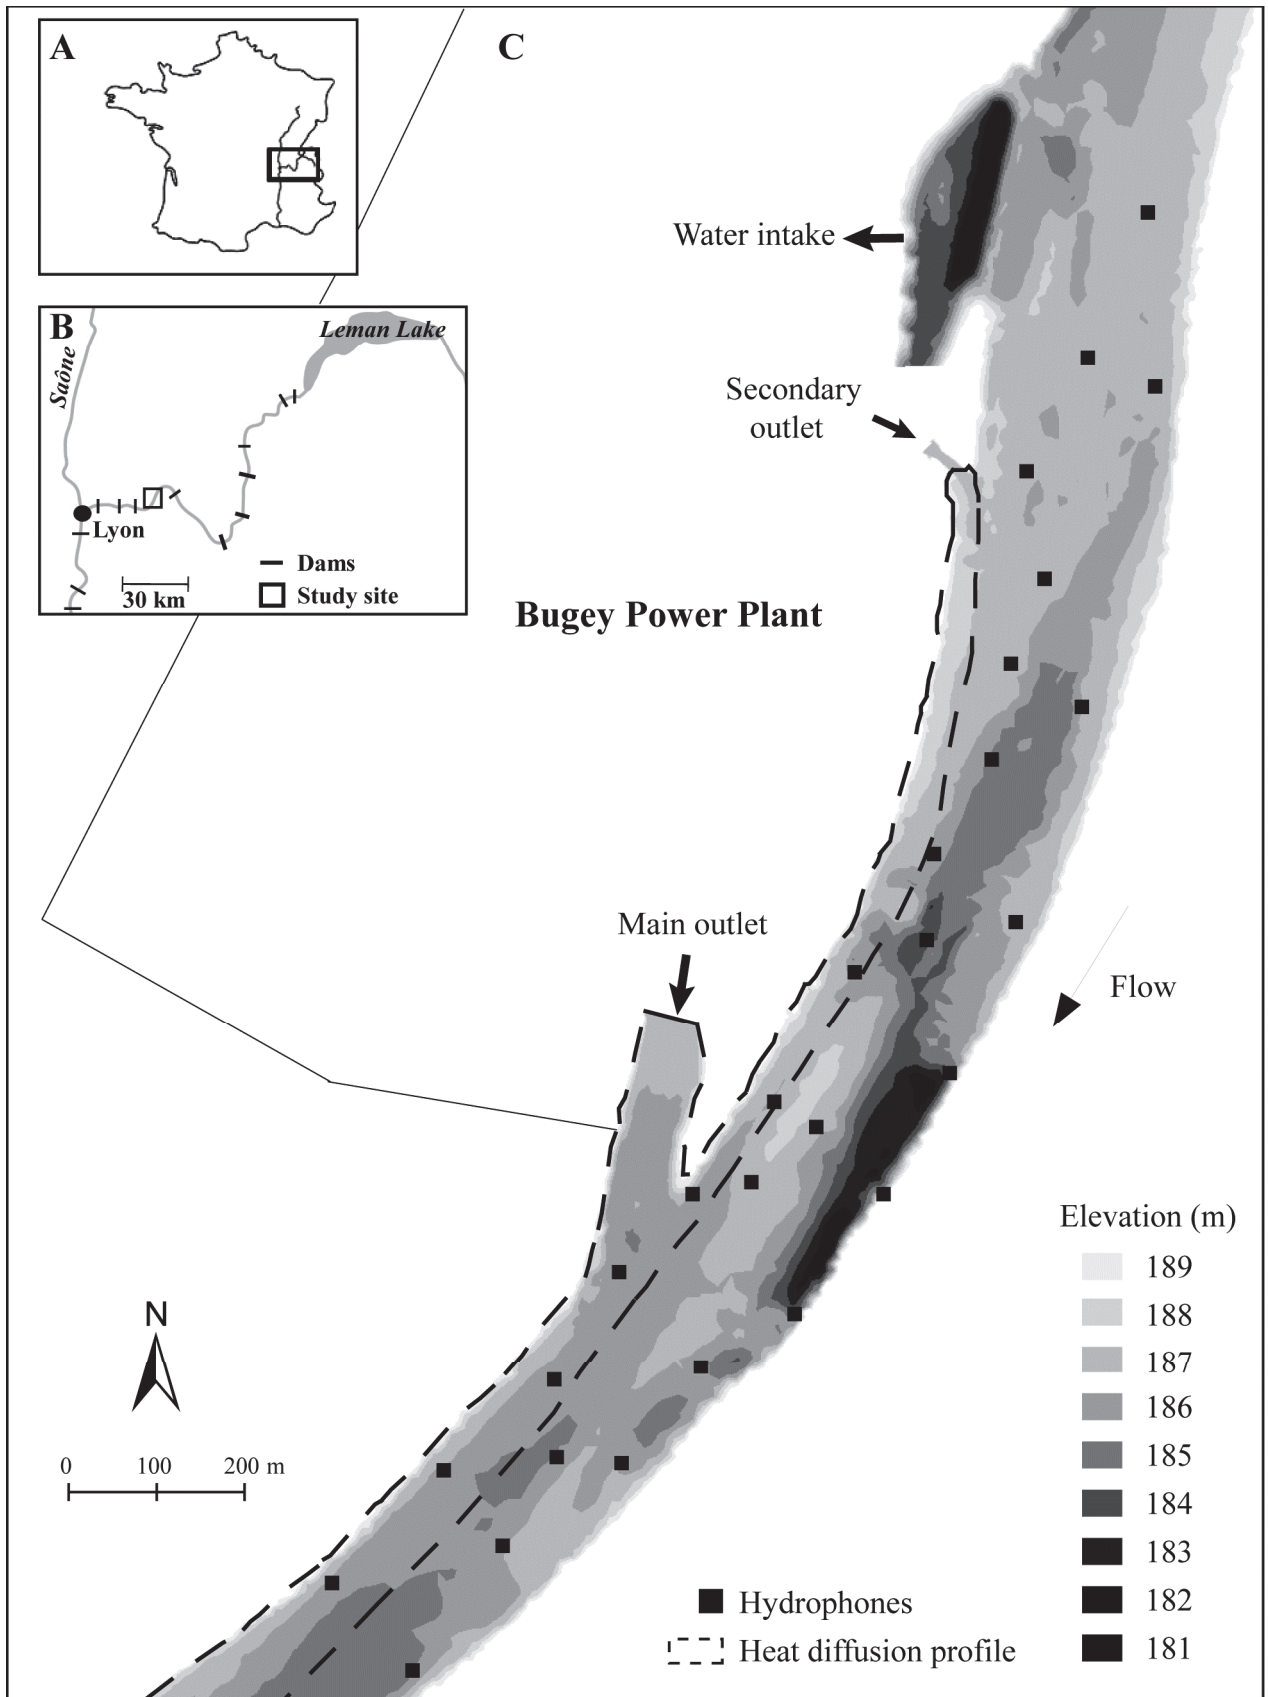 A
C
Water intake
B
Leman Lake
Saône
Secondary
outlet
Lyon
Dams
30 km
Study site
Bugey Power Plant
Main outlet
Flow
Elevation (m)
189
188
187
186
185
184
183
182
181
N
0 100 200 m
Hydrophones
Heat diffusion profile